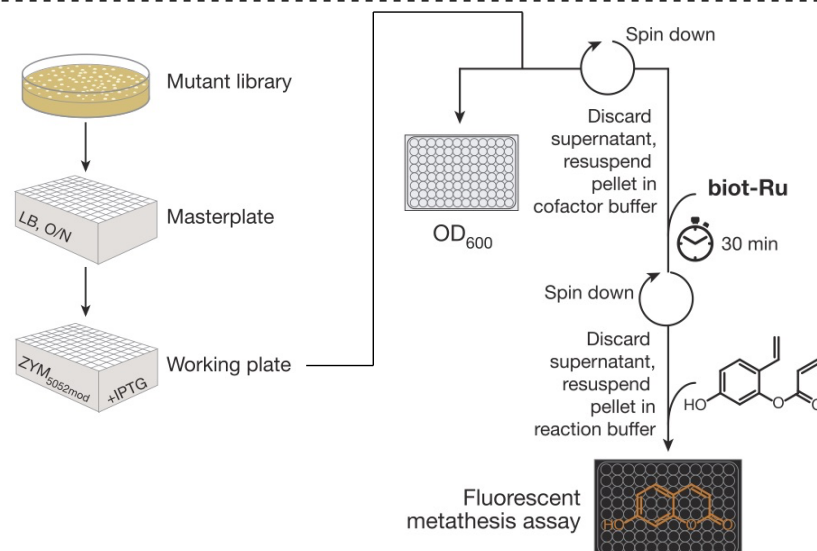 Mutant library
Masterplate
LB, O/N
Working plate
ZYM5052mod
+IPTG
OD600
Spin down
Discard
supernatant,
resuspend
pellet in
cofactor buffer
biot-Ru
30 min
Spin down
Discard
supernatant,
resuspend
pellet in
reaction buffer
HO
O
O
Fluorescent
metathesis assay
HO
O
O